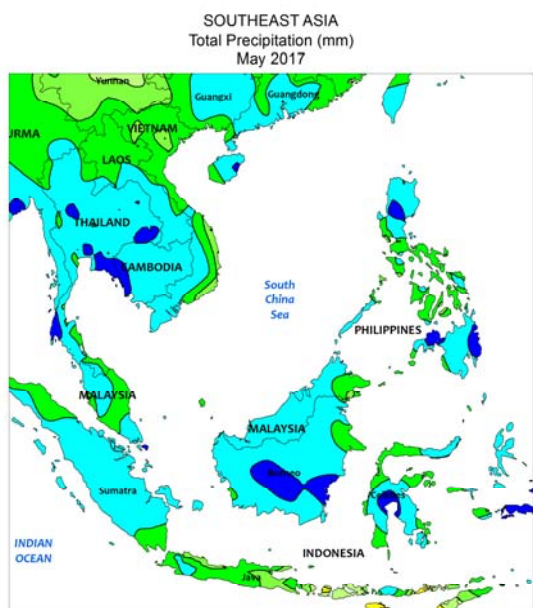 SOUTHEAST ASIA
Total Precipitation (mm)
May 2017
Yunnan
Guangxi
Guangdong
URMA
VIETNAM
LAOS
THAILAND
CAMBODIA
South
China
Sea
PHILIPPINES
MALAYSIA
MALAYSIA
Borneo
Sumatra
Celebes
INDIAN
OCEAN
INDONESIA
Java